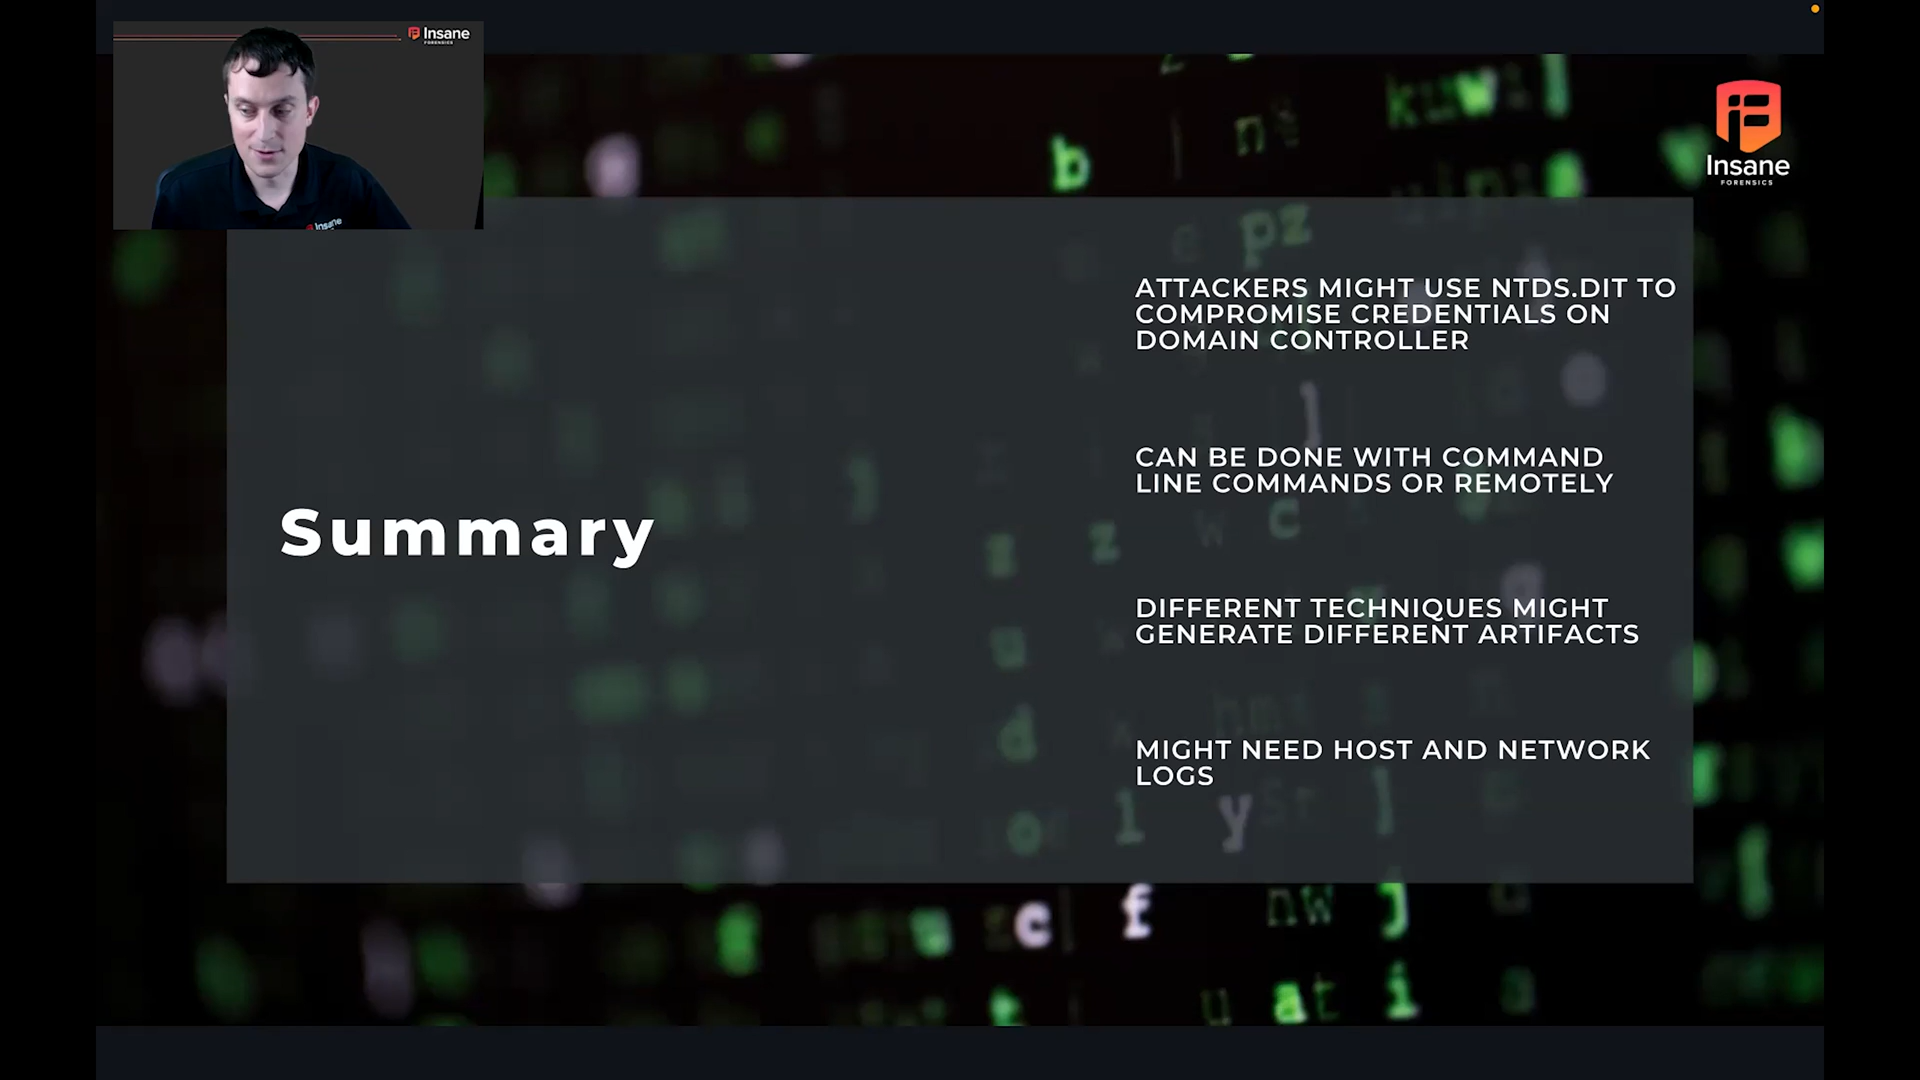 Insane
FORENSICS
Insane
Insane
FORENSICS
Summary
ATTACKERS MIGHT USE NTDS.DIT TO
COMPROMISE CREDENTIALS ON
DOMAIN CONTROLLER
CAN BE DONE WITH COMMAND
LINE COMMANDS OR REMOTELY
DIFFERENT TECHNIQUES MIGHT
GENERATE DIFFERENT ARTIFACTS
MIGHT NEED HOST AND NETWORK
LOGS